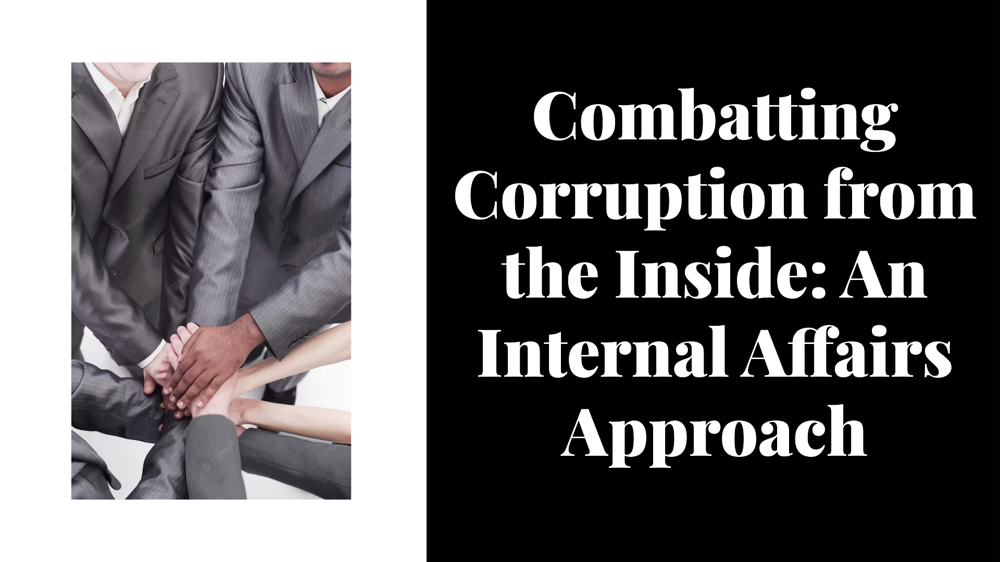 Combatting
Corruption from
the Inside: An
Internal Affairs
Approach